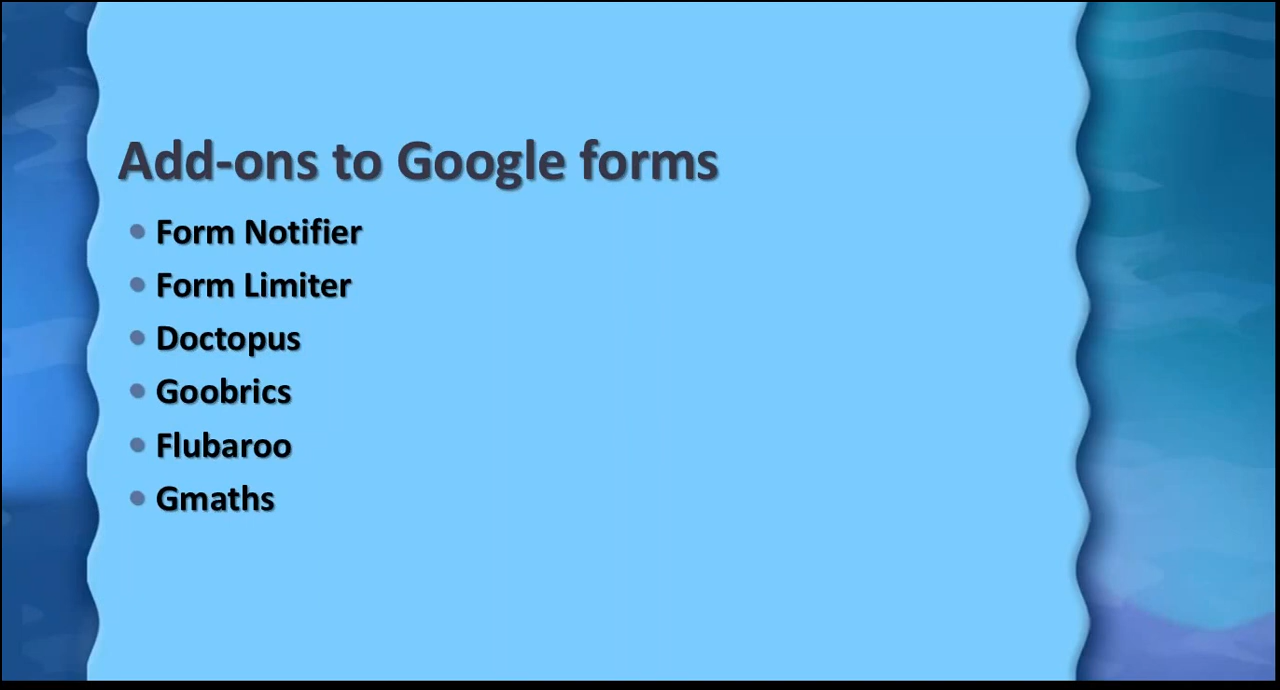 Add-ons to Google forms
• Form Notifier
• Form Limiter
• Doctopus
• Goobrics
• Flubaroo
• Gmaths